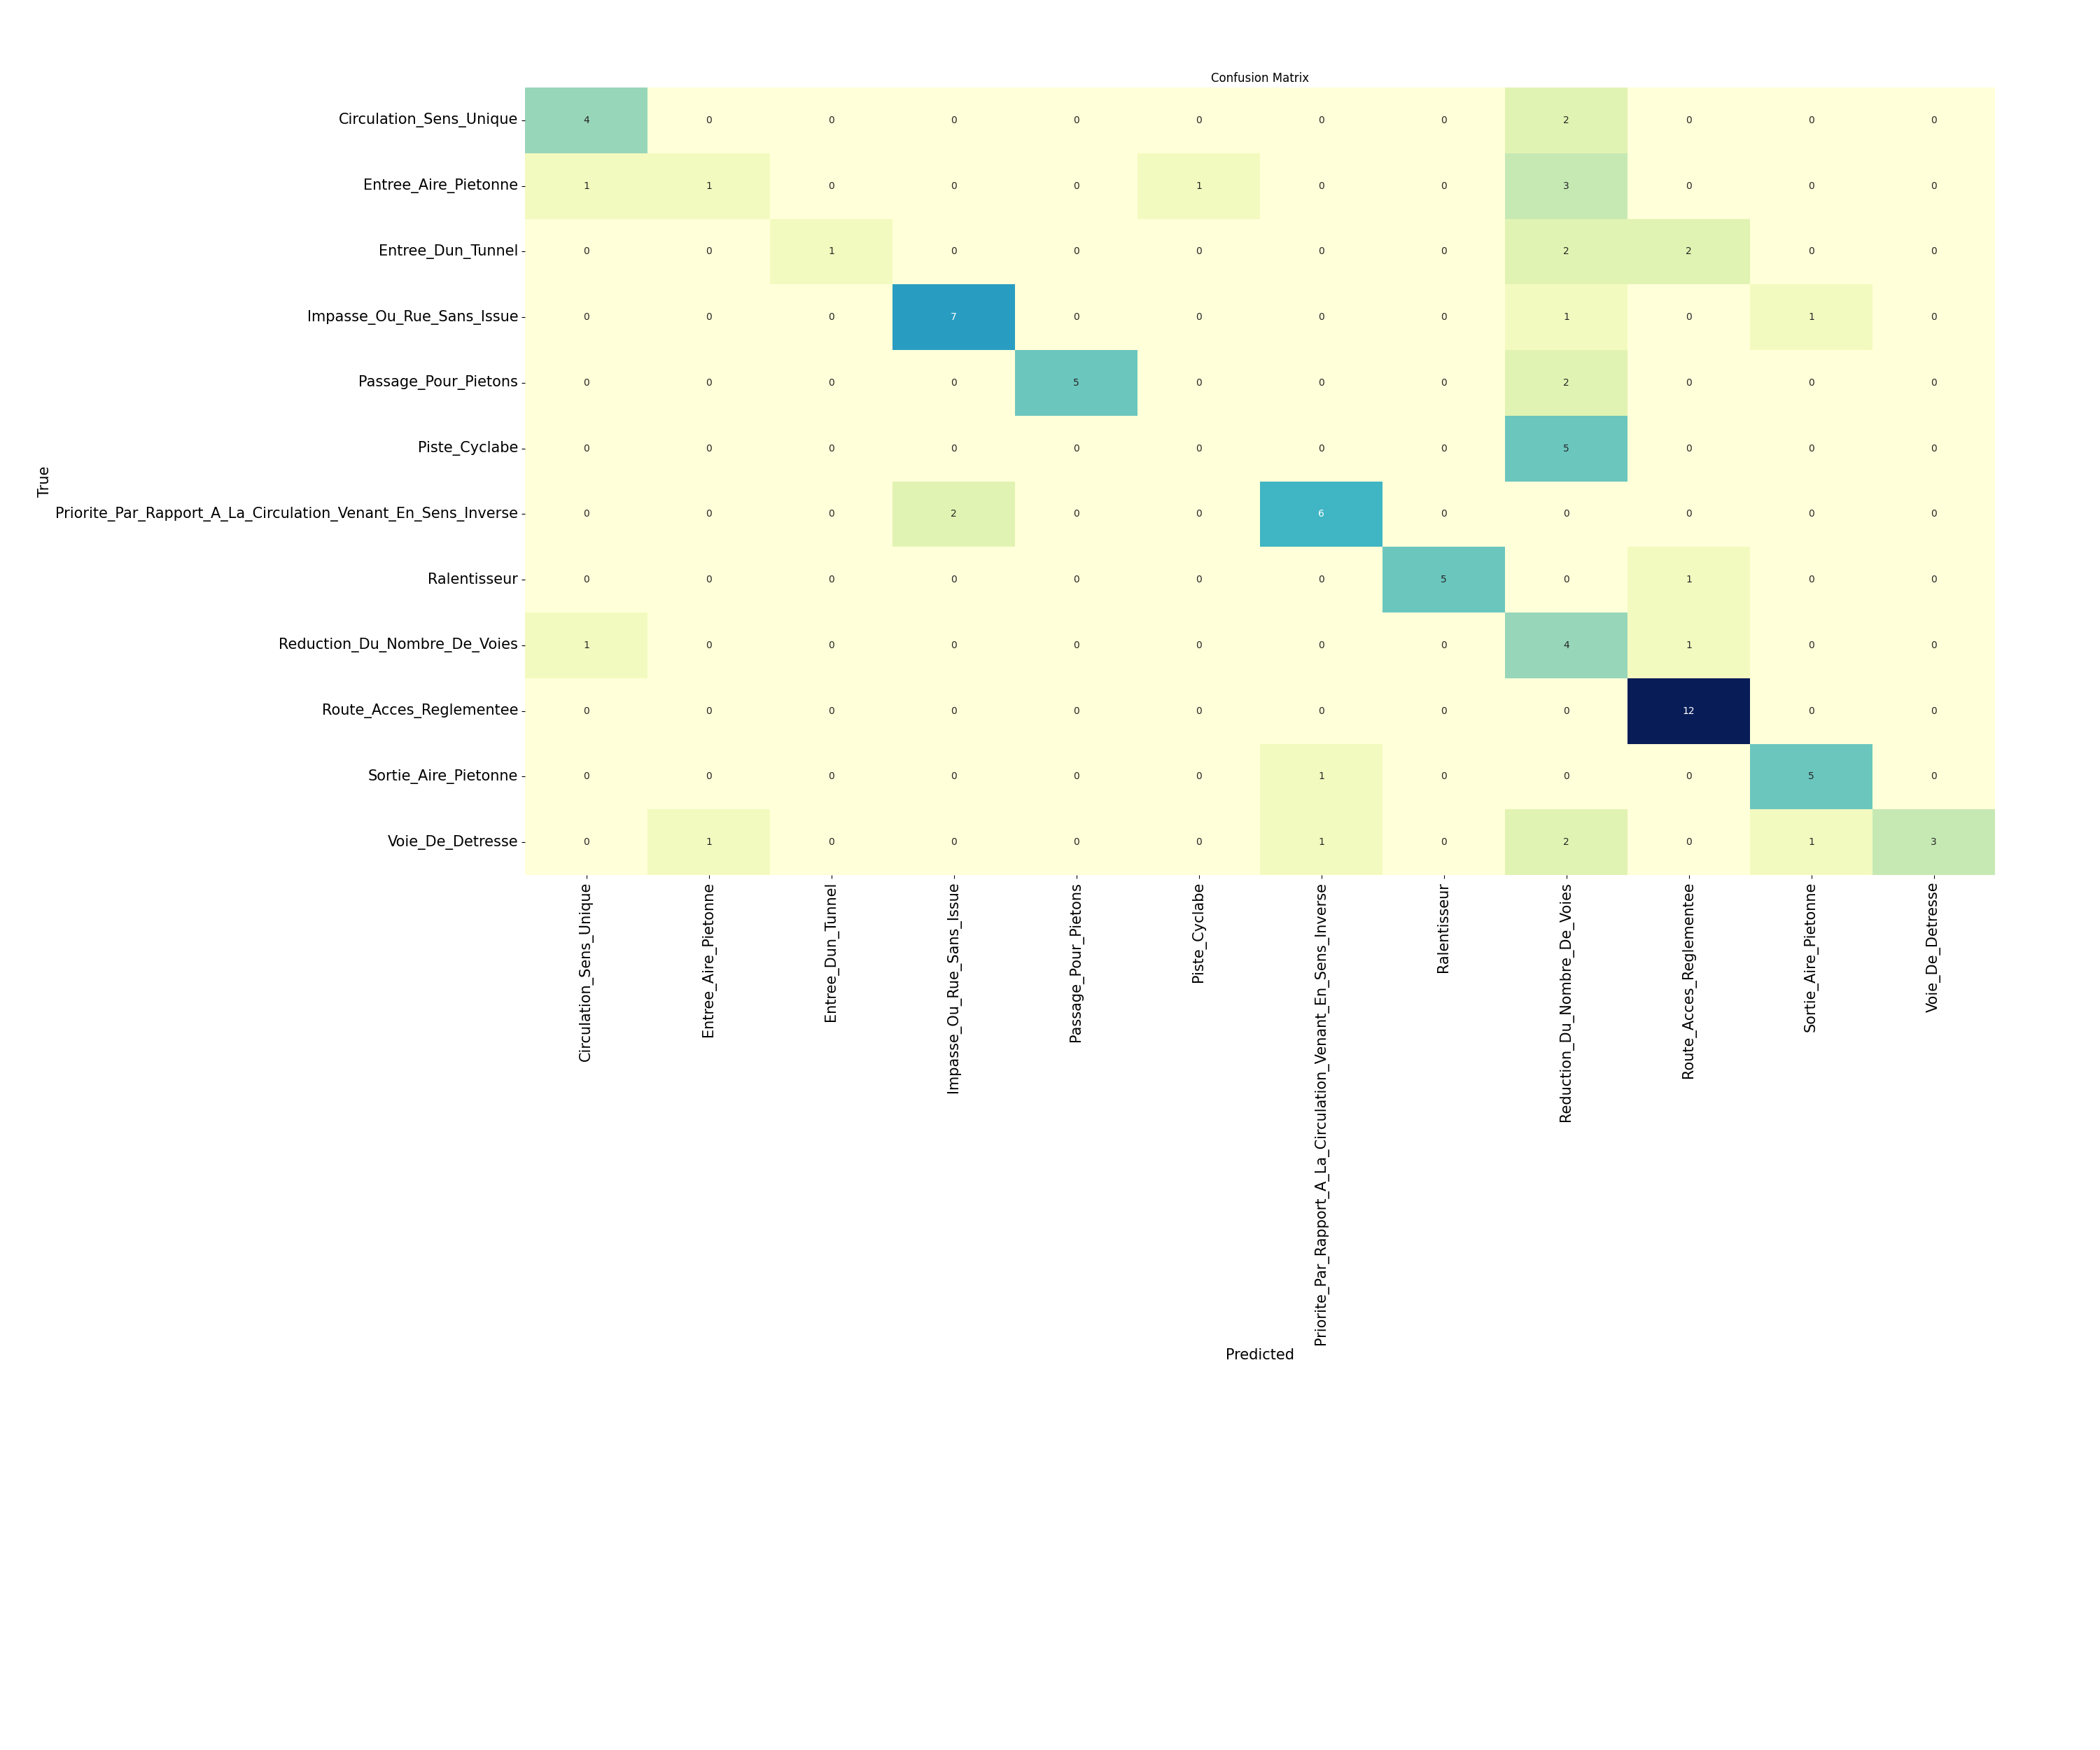 Confusion Matrix
True
Circulation_Sens_Unique 4 0 0 0 0 0 0 0 2 0 0 0
Entree_Aire_Pietonne 1 1 0 0 0 1 0 0 3 0 0 0
Entree_Dun_Tunnel 0 0 1 0 0 0 0 0 2 2 0 0
Impasse_Ou_Rue_Sans_Issue 0 0 0 7 0 0 0 0 1 0 1 0
Passage_Pour_Pietons 0 0 0 0 5 0 0 0 2 0 0 0
Piste_Cyclabe 0 0 0 0 0 0 0 0 5 0 0 0
Priorite_Par_Rapport_A_La_Circulation_Venant_En_Sens_Inverse 0 0 0 2 0 0 6 0 0 0 0 0
Ralentisseur 0 0 0 0 0 0 0 5 0 1 0 0
Reduction_Du_Nombre_De_Voies 1 0 0 0 0 0 0 0 4 1 0 0
Route_Acces_Reglementee 0 0 0 0 0 0 0 0 0 12 0 0
Sortie_Aire_Pietonne 0 0 0 0 0 0 1 0 0 0 5 0
Voie_De_Detresse 0 1 0 0 0 0 1 0 2 0 1 3
Circulation_Sens_Unique
Entree_Aire_Pietonne
Entree_Dun_Tunnel
Impasse_Ou_Rue_Sans_Issue
Passage_Pour_Pietons
Piste_Cyclabe
Priorite_Par_Rapport_A_La_Circulation_Venant_En_Sens_Inverse
Ralentisseur
Reduction_Du_Nombre_De_Voies
Route_Acces_Reglementee
Sortie_Aire_Pietonne
Voie_De_Detresse
Predicted